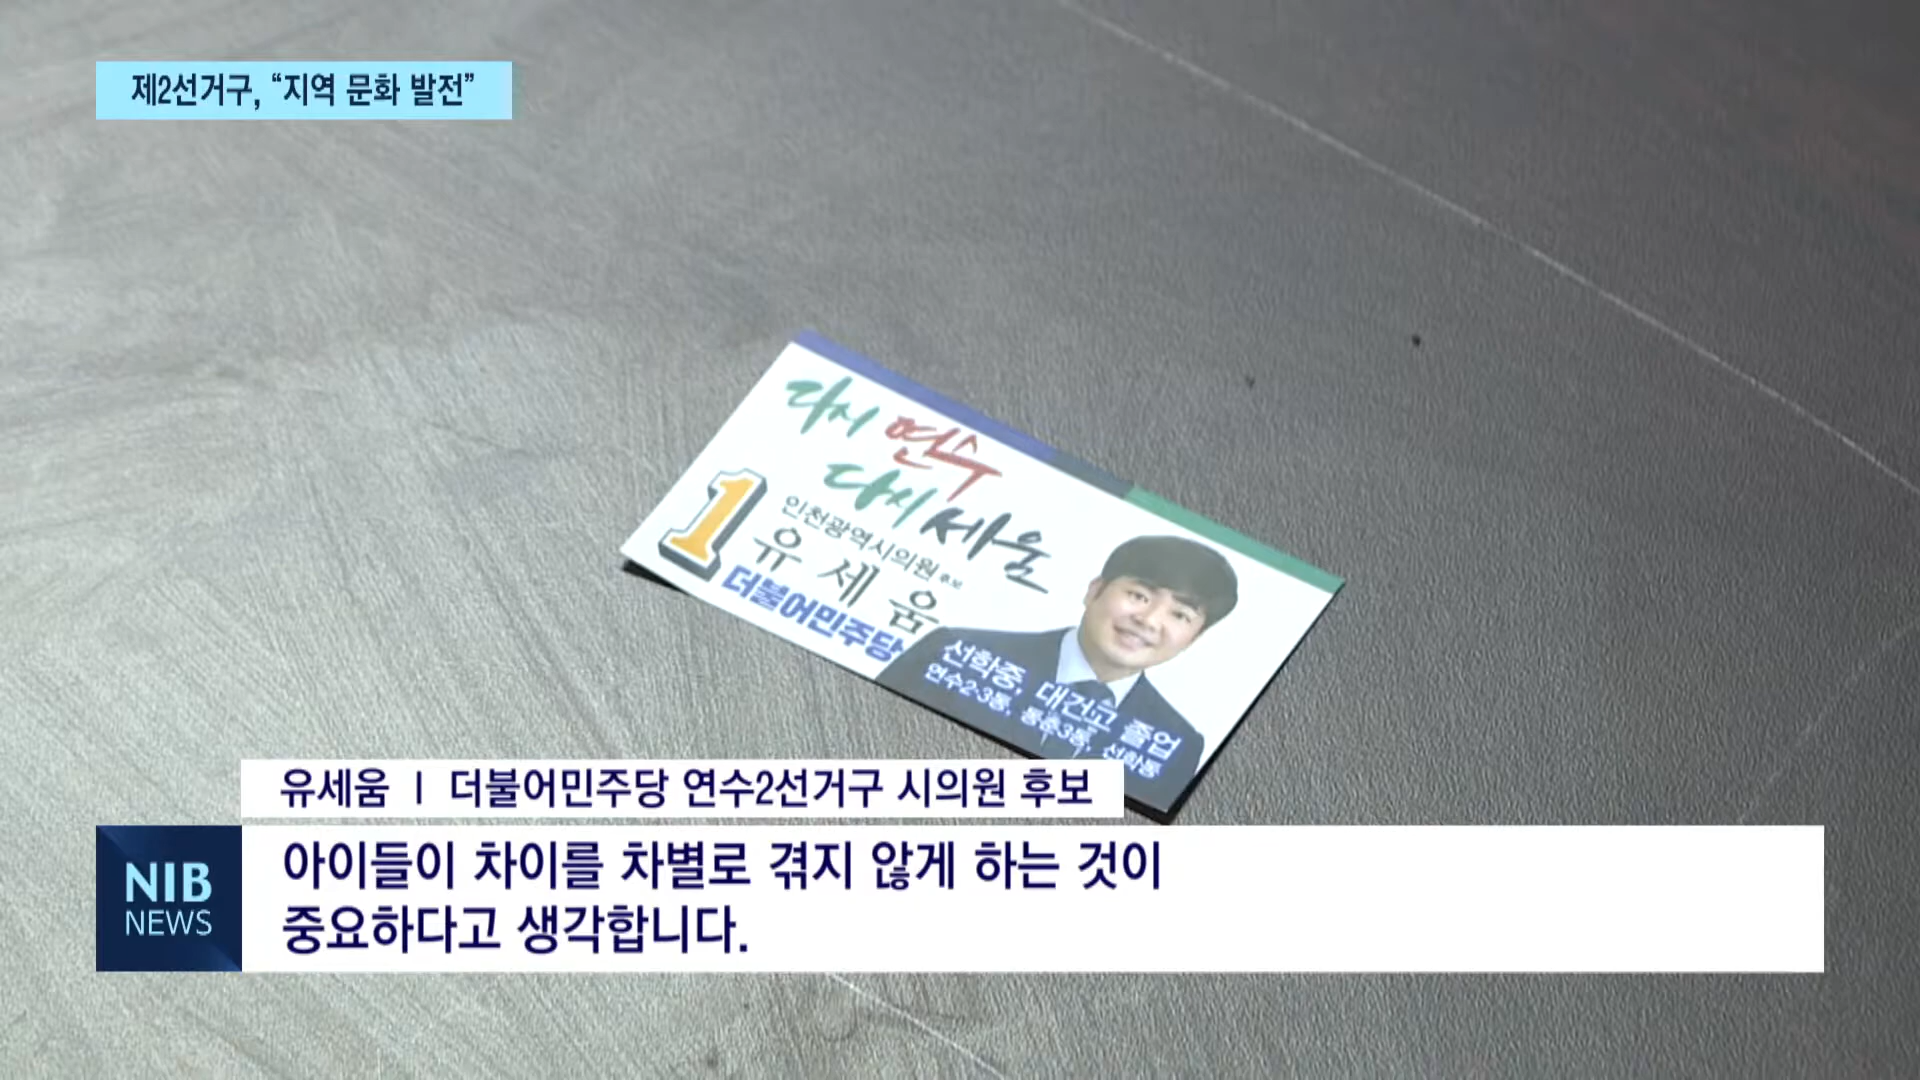 제2선거구, “지역 문화 발전”
다시 연수
다시 세움
1
인천광역시의원 후보
유세움
더불어민주당
선학중, 대건고 졸업
연수2·3동, 동춘3동, 선학동
유세움 ㅣ 더불어민주당 연수2선거구 시의원 후보
NIB
NEWS
아이들이 차이를 차별로 겪지 않게 하는 것이
중요하다고 생각합니다.